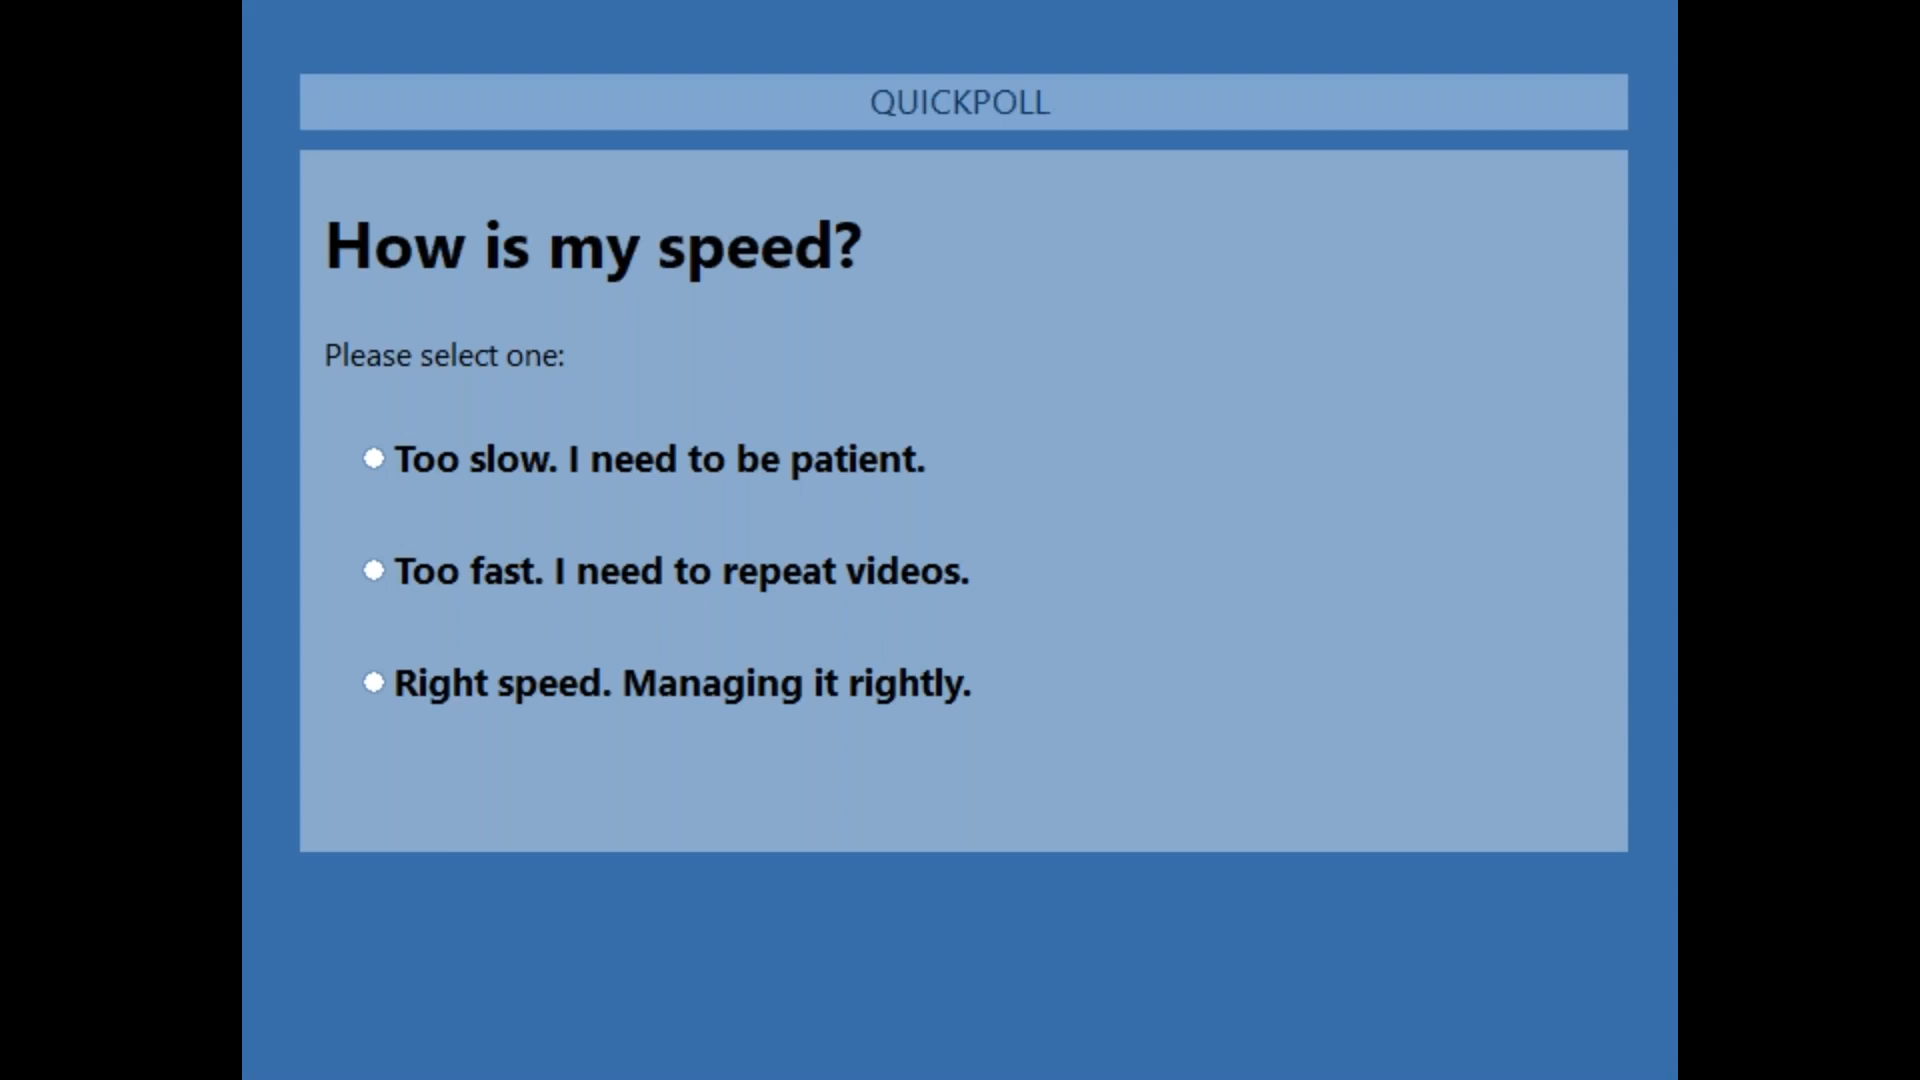 QUICKPOLL
How is my speed?
Please select one:
Too slow. I need to be patient.
Too fast. I need to repeat videos.
Right speed. Managing it rightly.